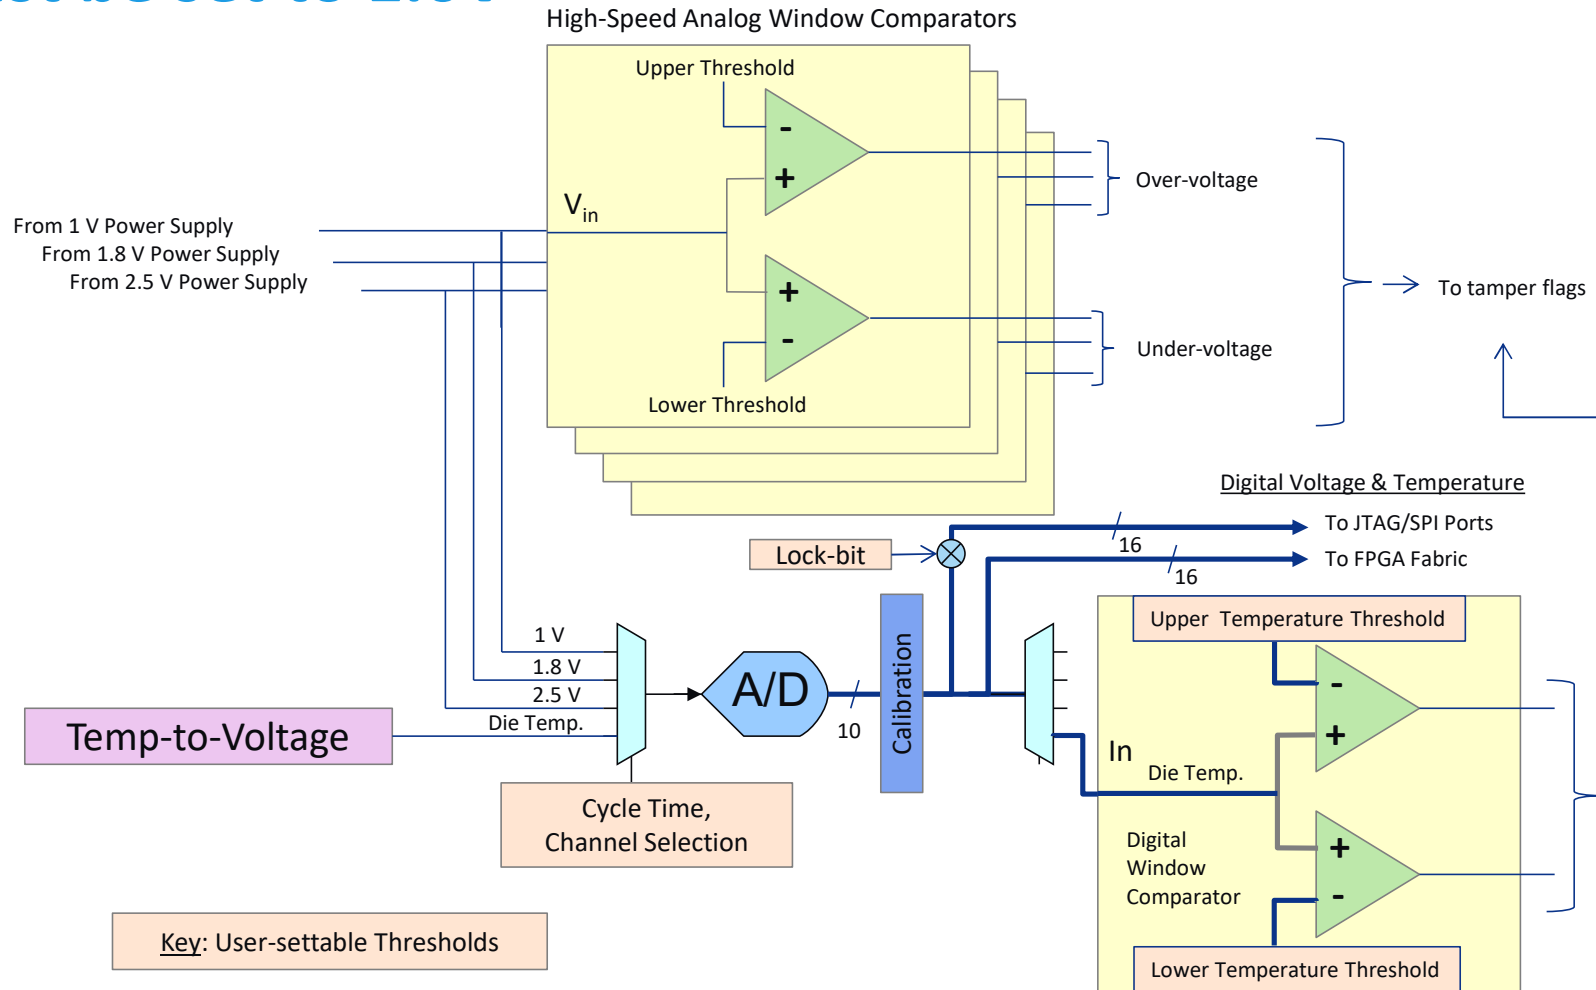 High-Speed Analog Window Comparators
Upper Threshold
-
+
Vin
Over-voltage
From 1 V Power Supply
From 1.8 V Power Supply
From 2.5 V Power Supply
+
-
To tamper flags
Under-voltage
Lower Threshold
Digital Voltage & Temperature
To JTAG/SPI Ports
16
Lock-bit
To FPGA Fabric
16
Upper Temperature Threshold
1 V
1.8 V
2.5 V
Die Temp.
Temp-to-Voltage
A/D
10
Calibration
-
+
In
Die Temp.
Cycle Time,
Channel Selection
Digital
Window
Comparator
+
-
Key: User-settable Thresholds
Lower Temperature Threshold